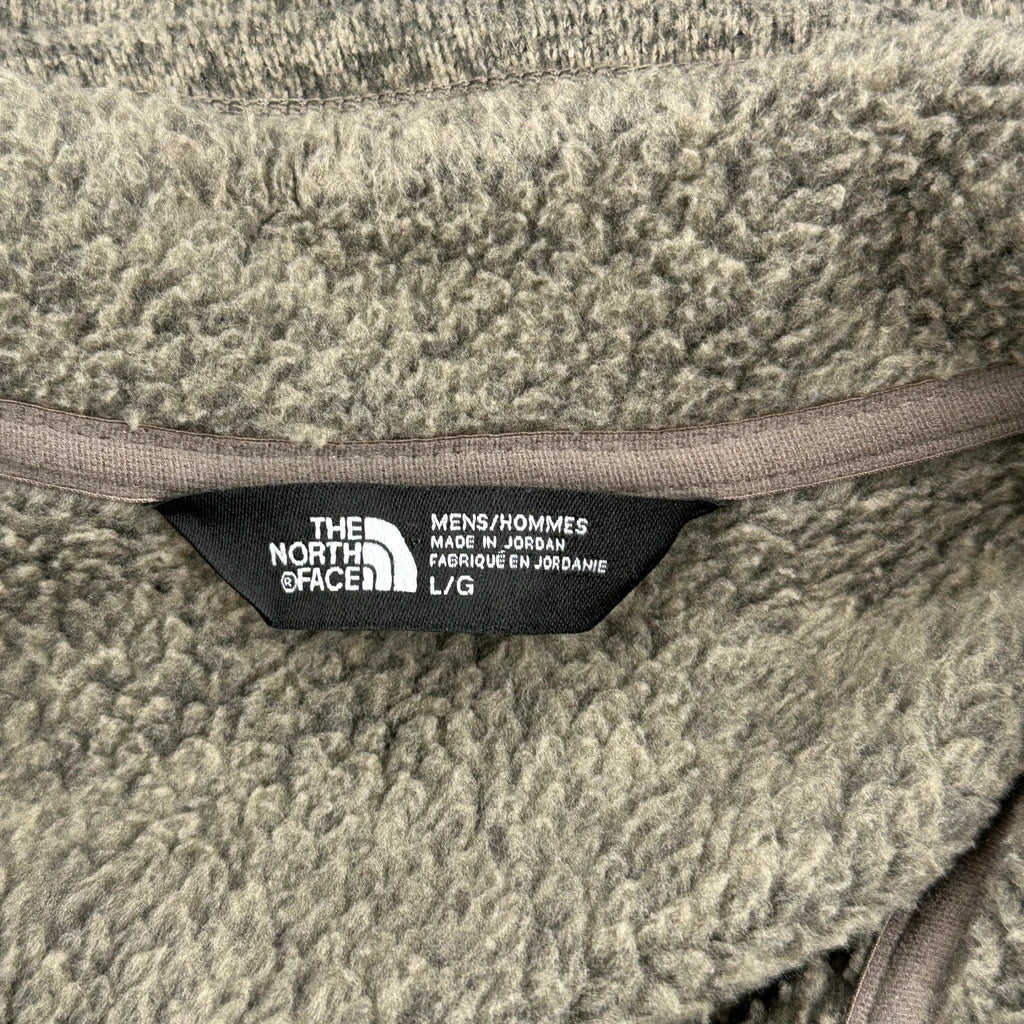 THE
NORTH
®FACE
MENS/HOMMES
MADE IN JORDAN
FABRIQUÉ EN JORDANIE
L/G